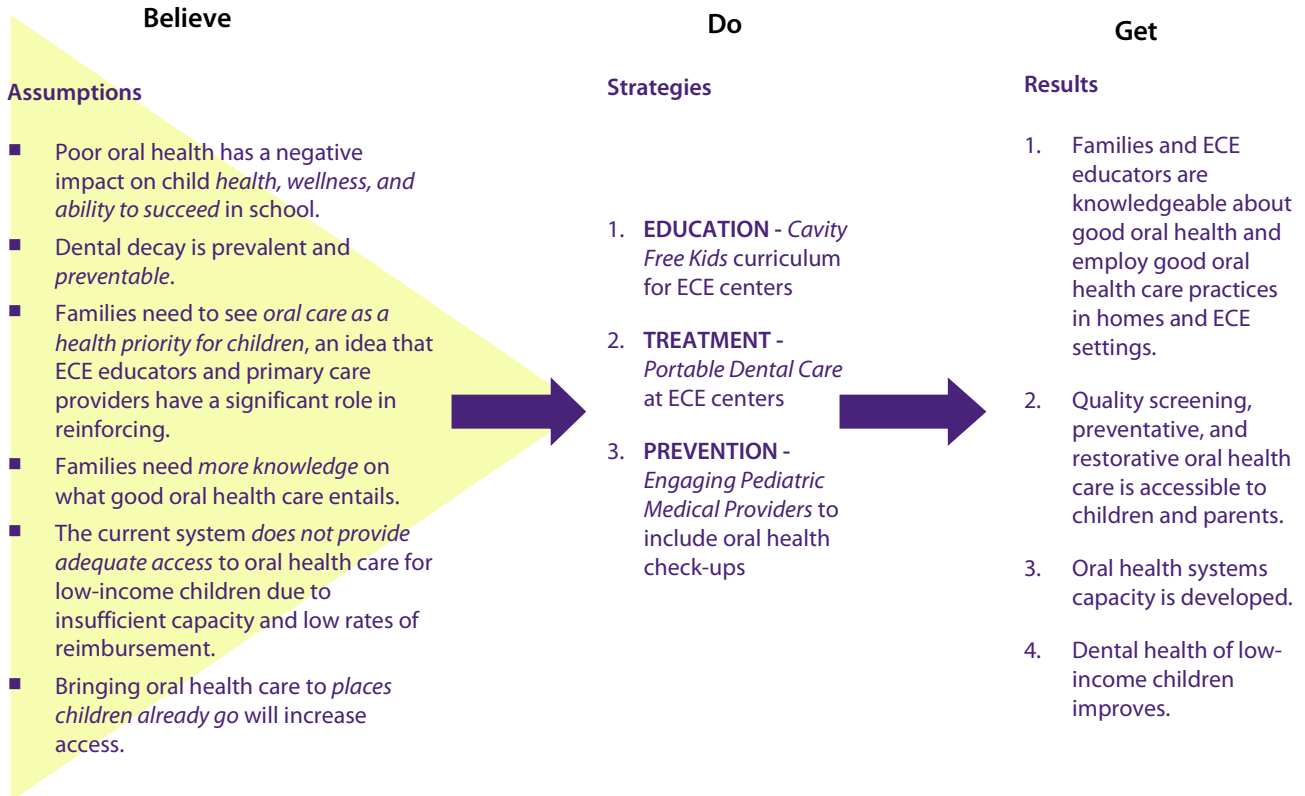 Believe
Assumptions
■ Poor oral health has a negative
impact on child health, wellness, and
ability to succeed in school.
■ Dental decay is prevalent and
preventable.
■ Families need to see oral care as a
health priority for children, an idea that
ECE educators and primary care
providers have a significant role in
reinforcing.
■ Families need more knowledge on
what good oral health care entails.
■ The current system does not provide
adequate access to oral health care for
low-income children due to
insufficient capacity and low rates of
reimbursement.
■ Bringing oral health care to places
children already go will increase
access.
Do
Strategies
1. EDUCATION - Cavity
Free Kids curriculum
for ECE centers
2. TREATMENT -
Portable Dental Care
at ECE centers
3. PREVENTION -
Engaging Pediatric
Medical Providers to
include oral health
check-ups
Get
Results
1. Families and ECE
educators are
knowledgeable about
good oral health and
employ good oral
health care practices
in homes and ECE
settings.
2. Quality screening,
preventative, and
restorative oral health
care is accessible to
children and parents.
3. Oral health systems
capacity is developed.
4. Dental health of low-
income children
improves.